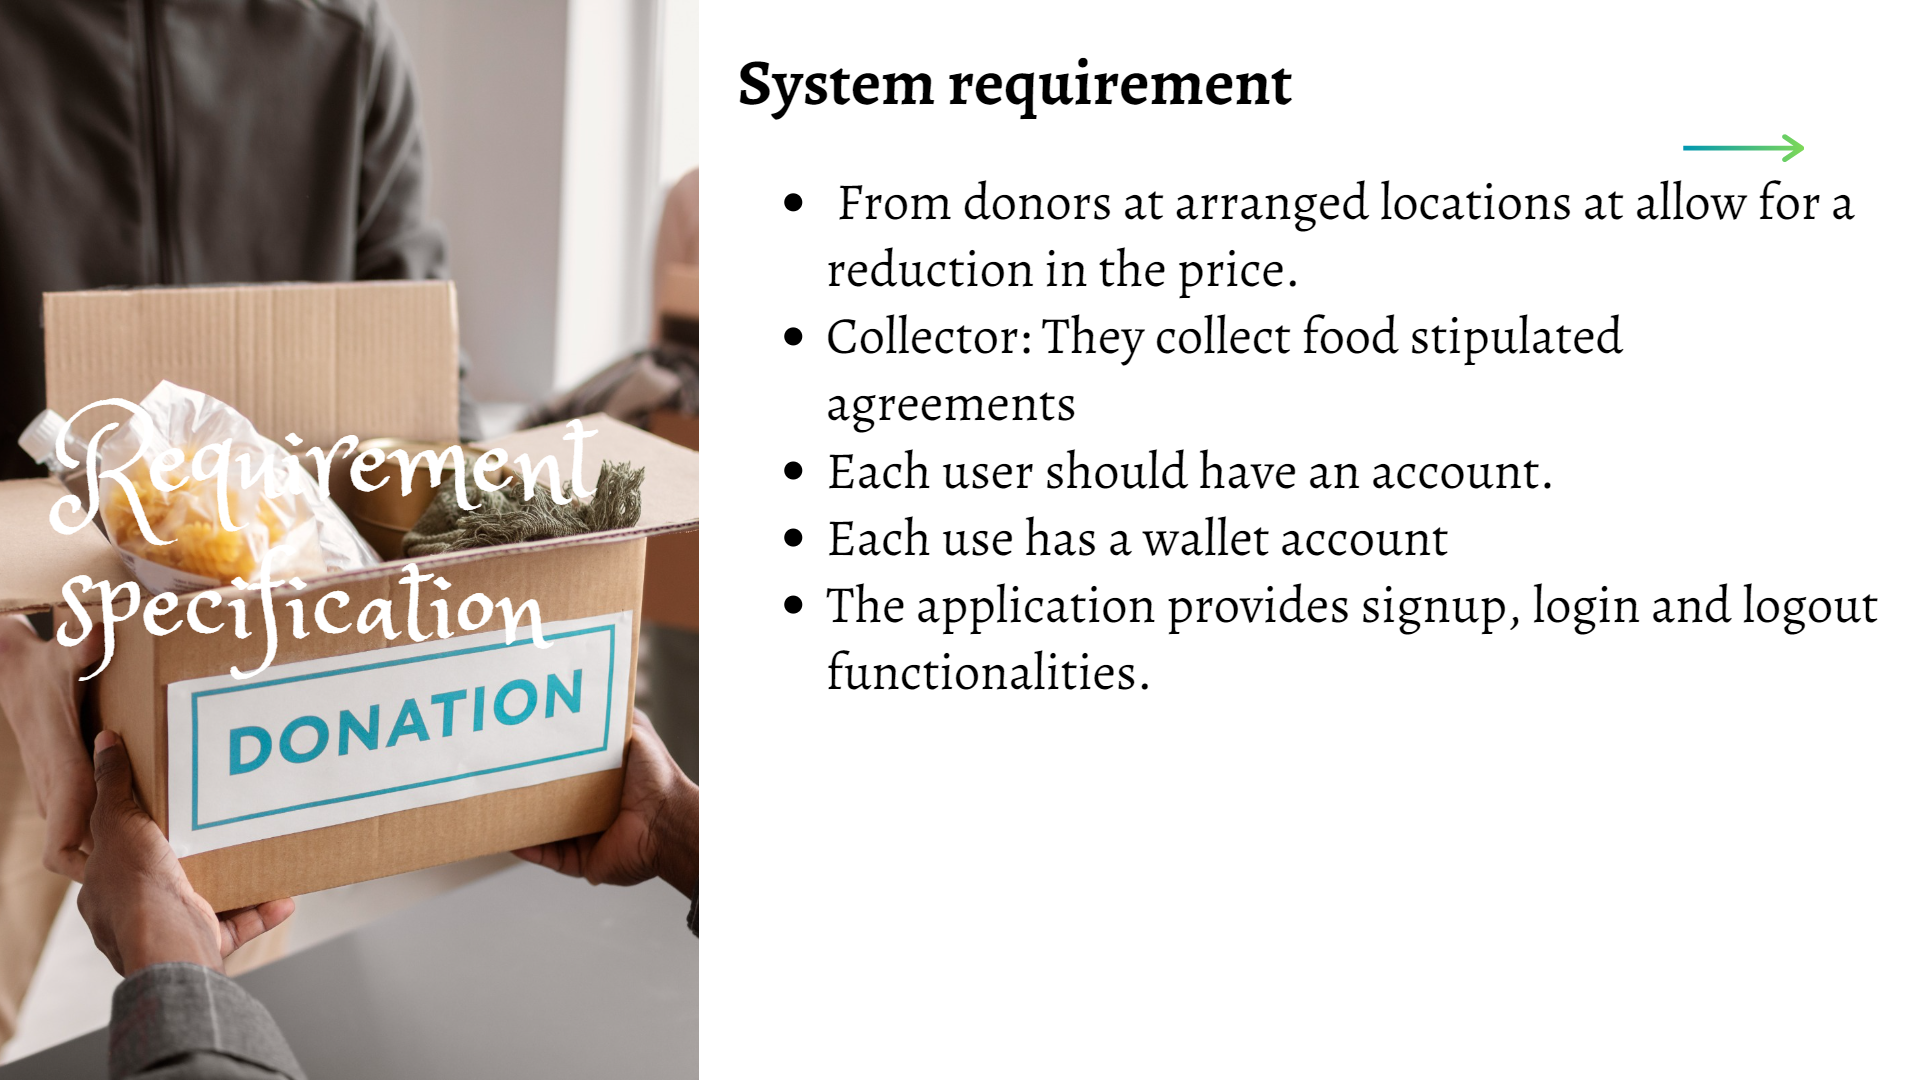 Requirement
specification
DONATION
System requirement
From donors at arranged locations at allow for a
reduction in the price.
Collector: They collect food stipulated
agreements
Each user should have an account.
Each use has a wallet account
The application provides signup, login and logout
functionalities.